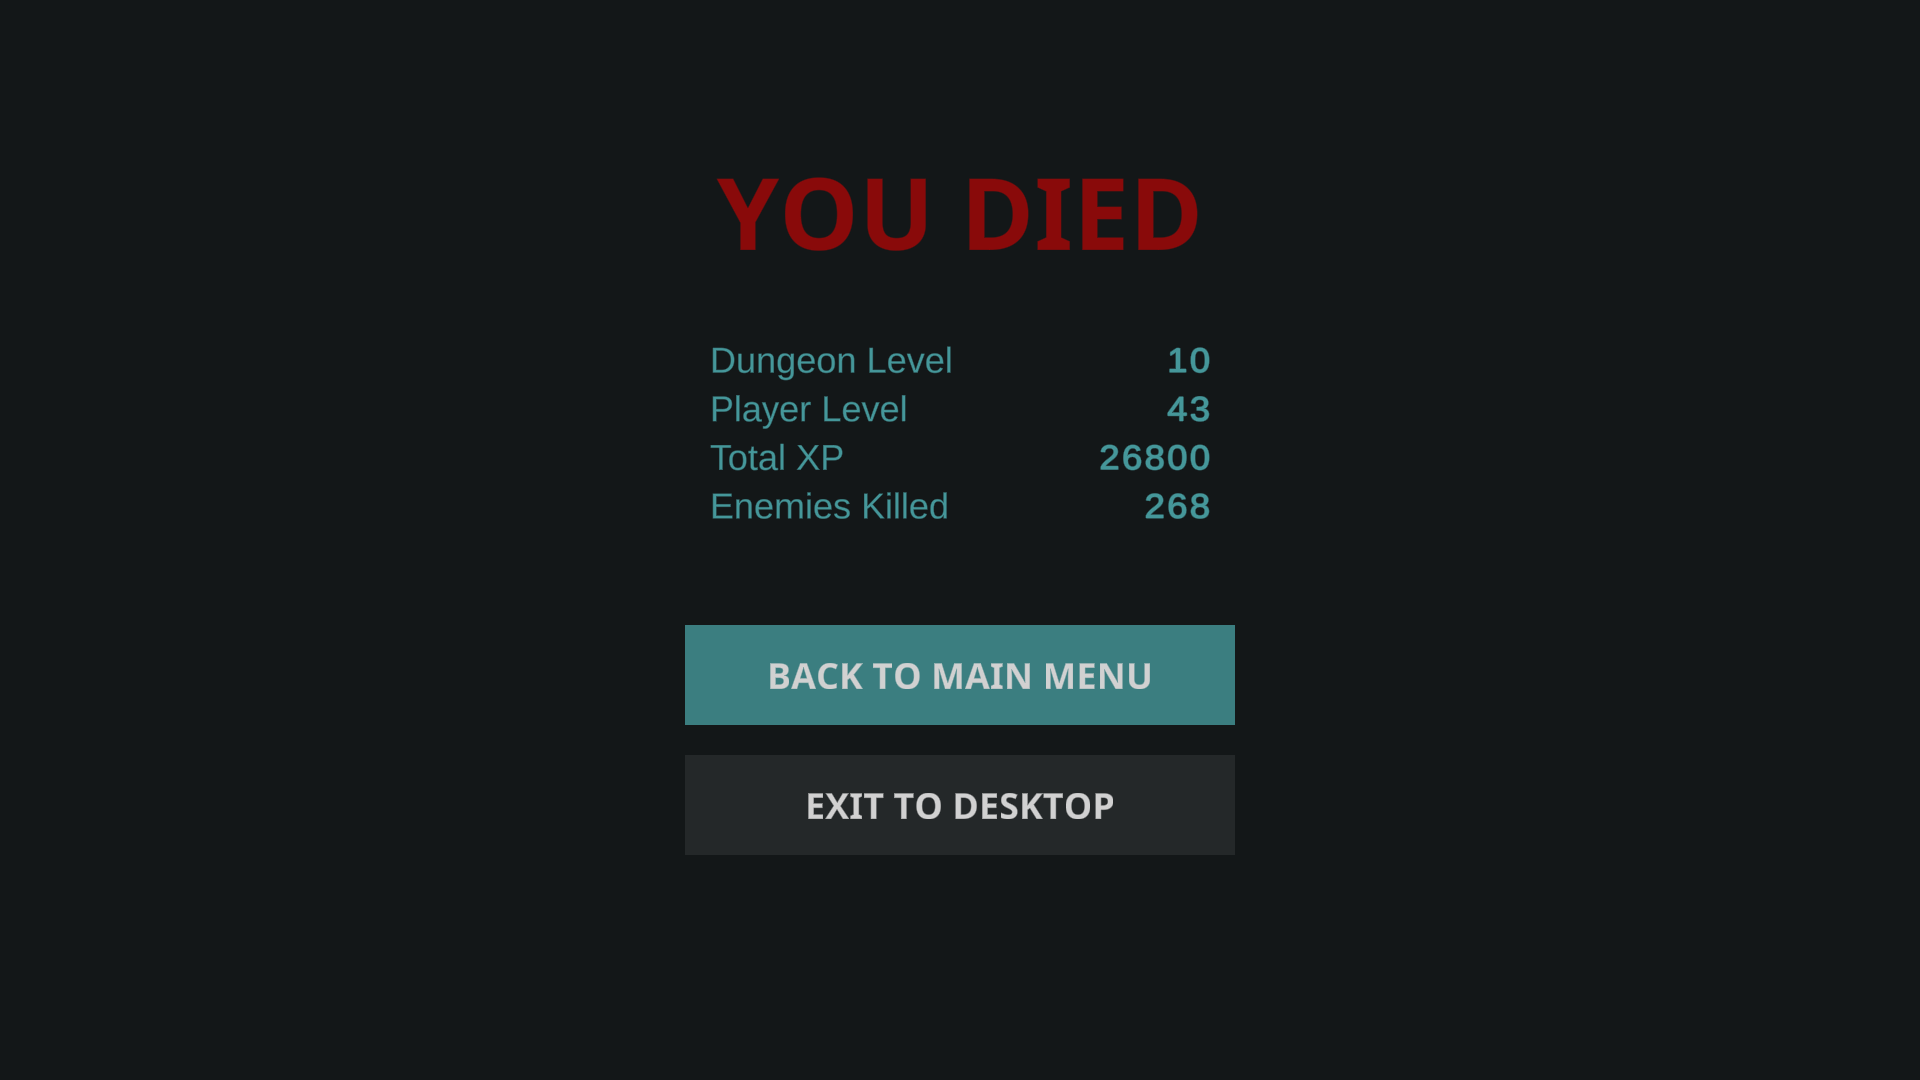 YOU DIED
Dungeon Level 10
Player Level 43
Total XP 26800
Enemies Killed 268
BACK TO MAIN MENU
EXIT TO DESKTOP